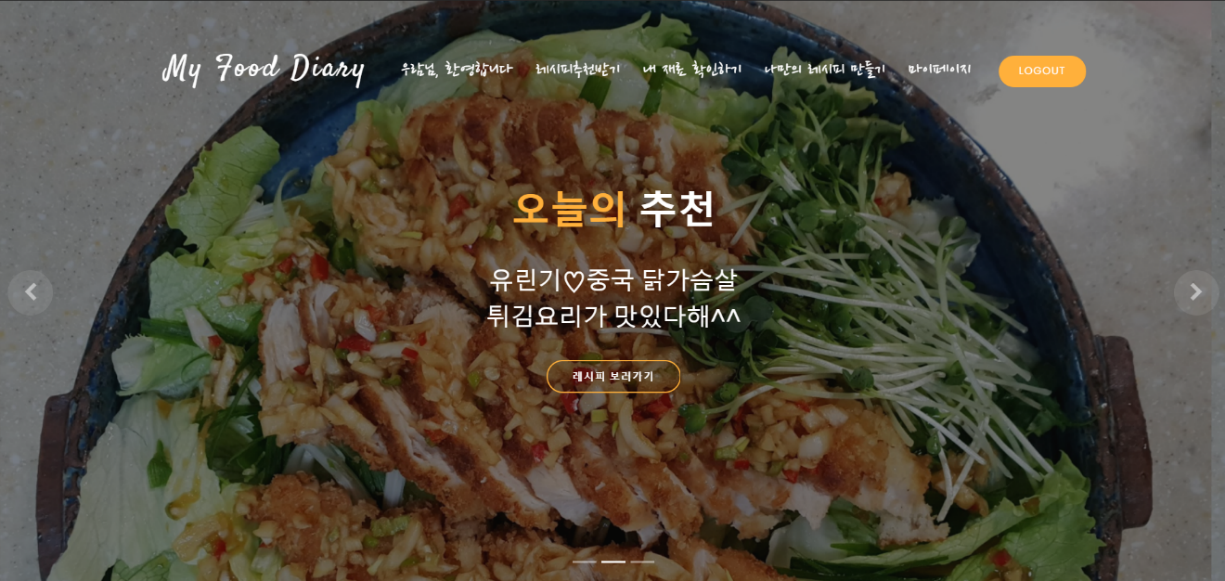 My Food Diary 우람님, 환영합니다 레시피추천받기 내 재료 확인하기 나만의 레시피 만들기 마이페이지 LOGOUT
오늘의 추천
유린기♡중국 닭가슴살
튀김요리가 맛있다해^^
레시피 보러가기